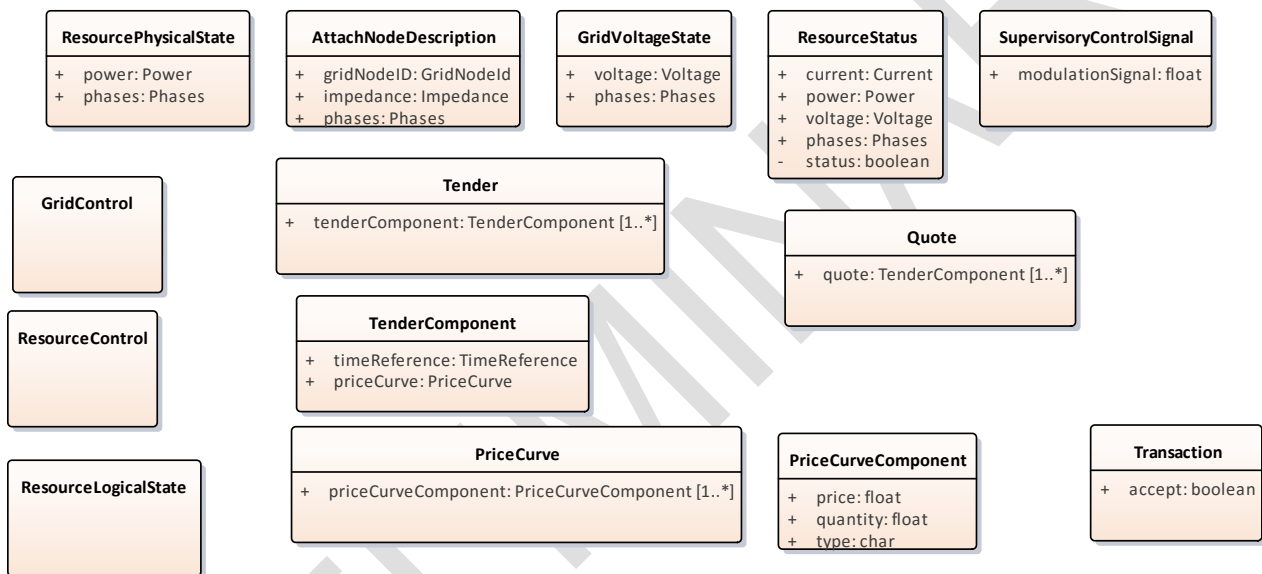 ResourcePhysicalState
+ power: Power
+ phases: Phases
AttachNodeDescription
+ gridNodeID: GridNodeId
+ impedance: Impedance
+ phases: Phases
GridVoltageState
+ voltage: Voltage
+ phases: Phases
ResourceStatus
+ current: Current
+ power: Power
+ voltage: Voltage
+ phases: Phases
- status: boolean
SupervisoryControlSignal
+ modulationSignal: float
GridControl
Tender
+ tenderComponent: TenderComponent [1..*]
Quote
+ quote: TenderComponent [1..*]
ResourceControl
TenderComponent
+ timeReference: TimeReference
+ priceCurve: PriceCurve
ResourceLogicalState
PriceCurve
+ priceCurveComponent: PriceCurveComponent [1..*]
PriceCurveComponent
+ price: float
+ quantity: float
+ type: char
Transaction
+ accept: boolean